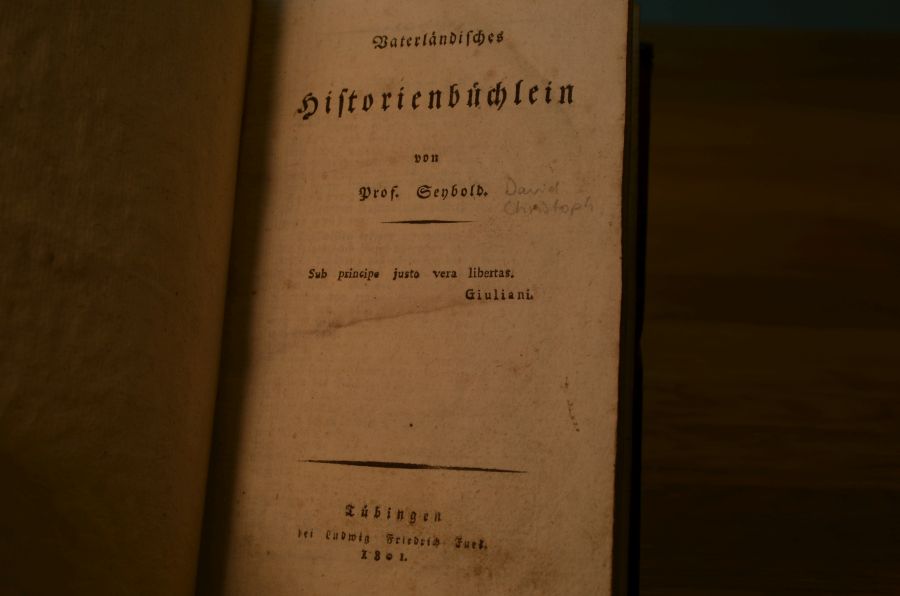 Vaterländiſches
Hiſtorienbüchlein
von
Prof. Seybold. David
Christoph
Sub principe justo vera libertas.
Giuliani.
Tübingen
bei Ludwig Friedrich Fues.
1801.